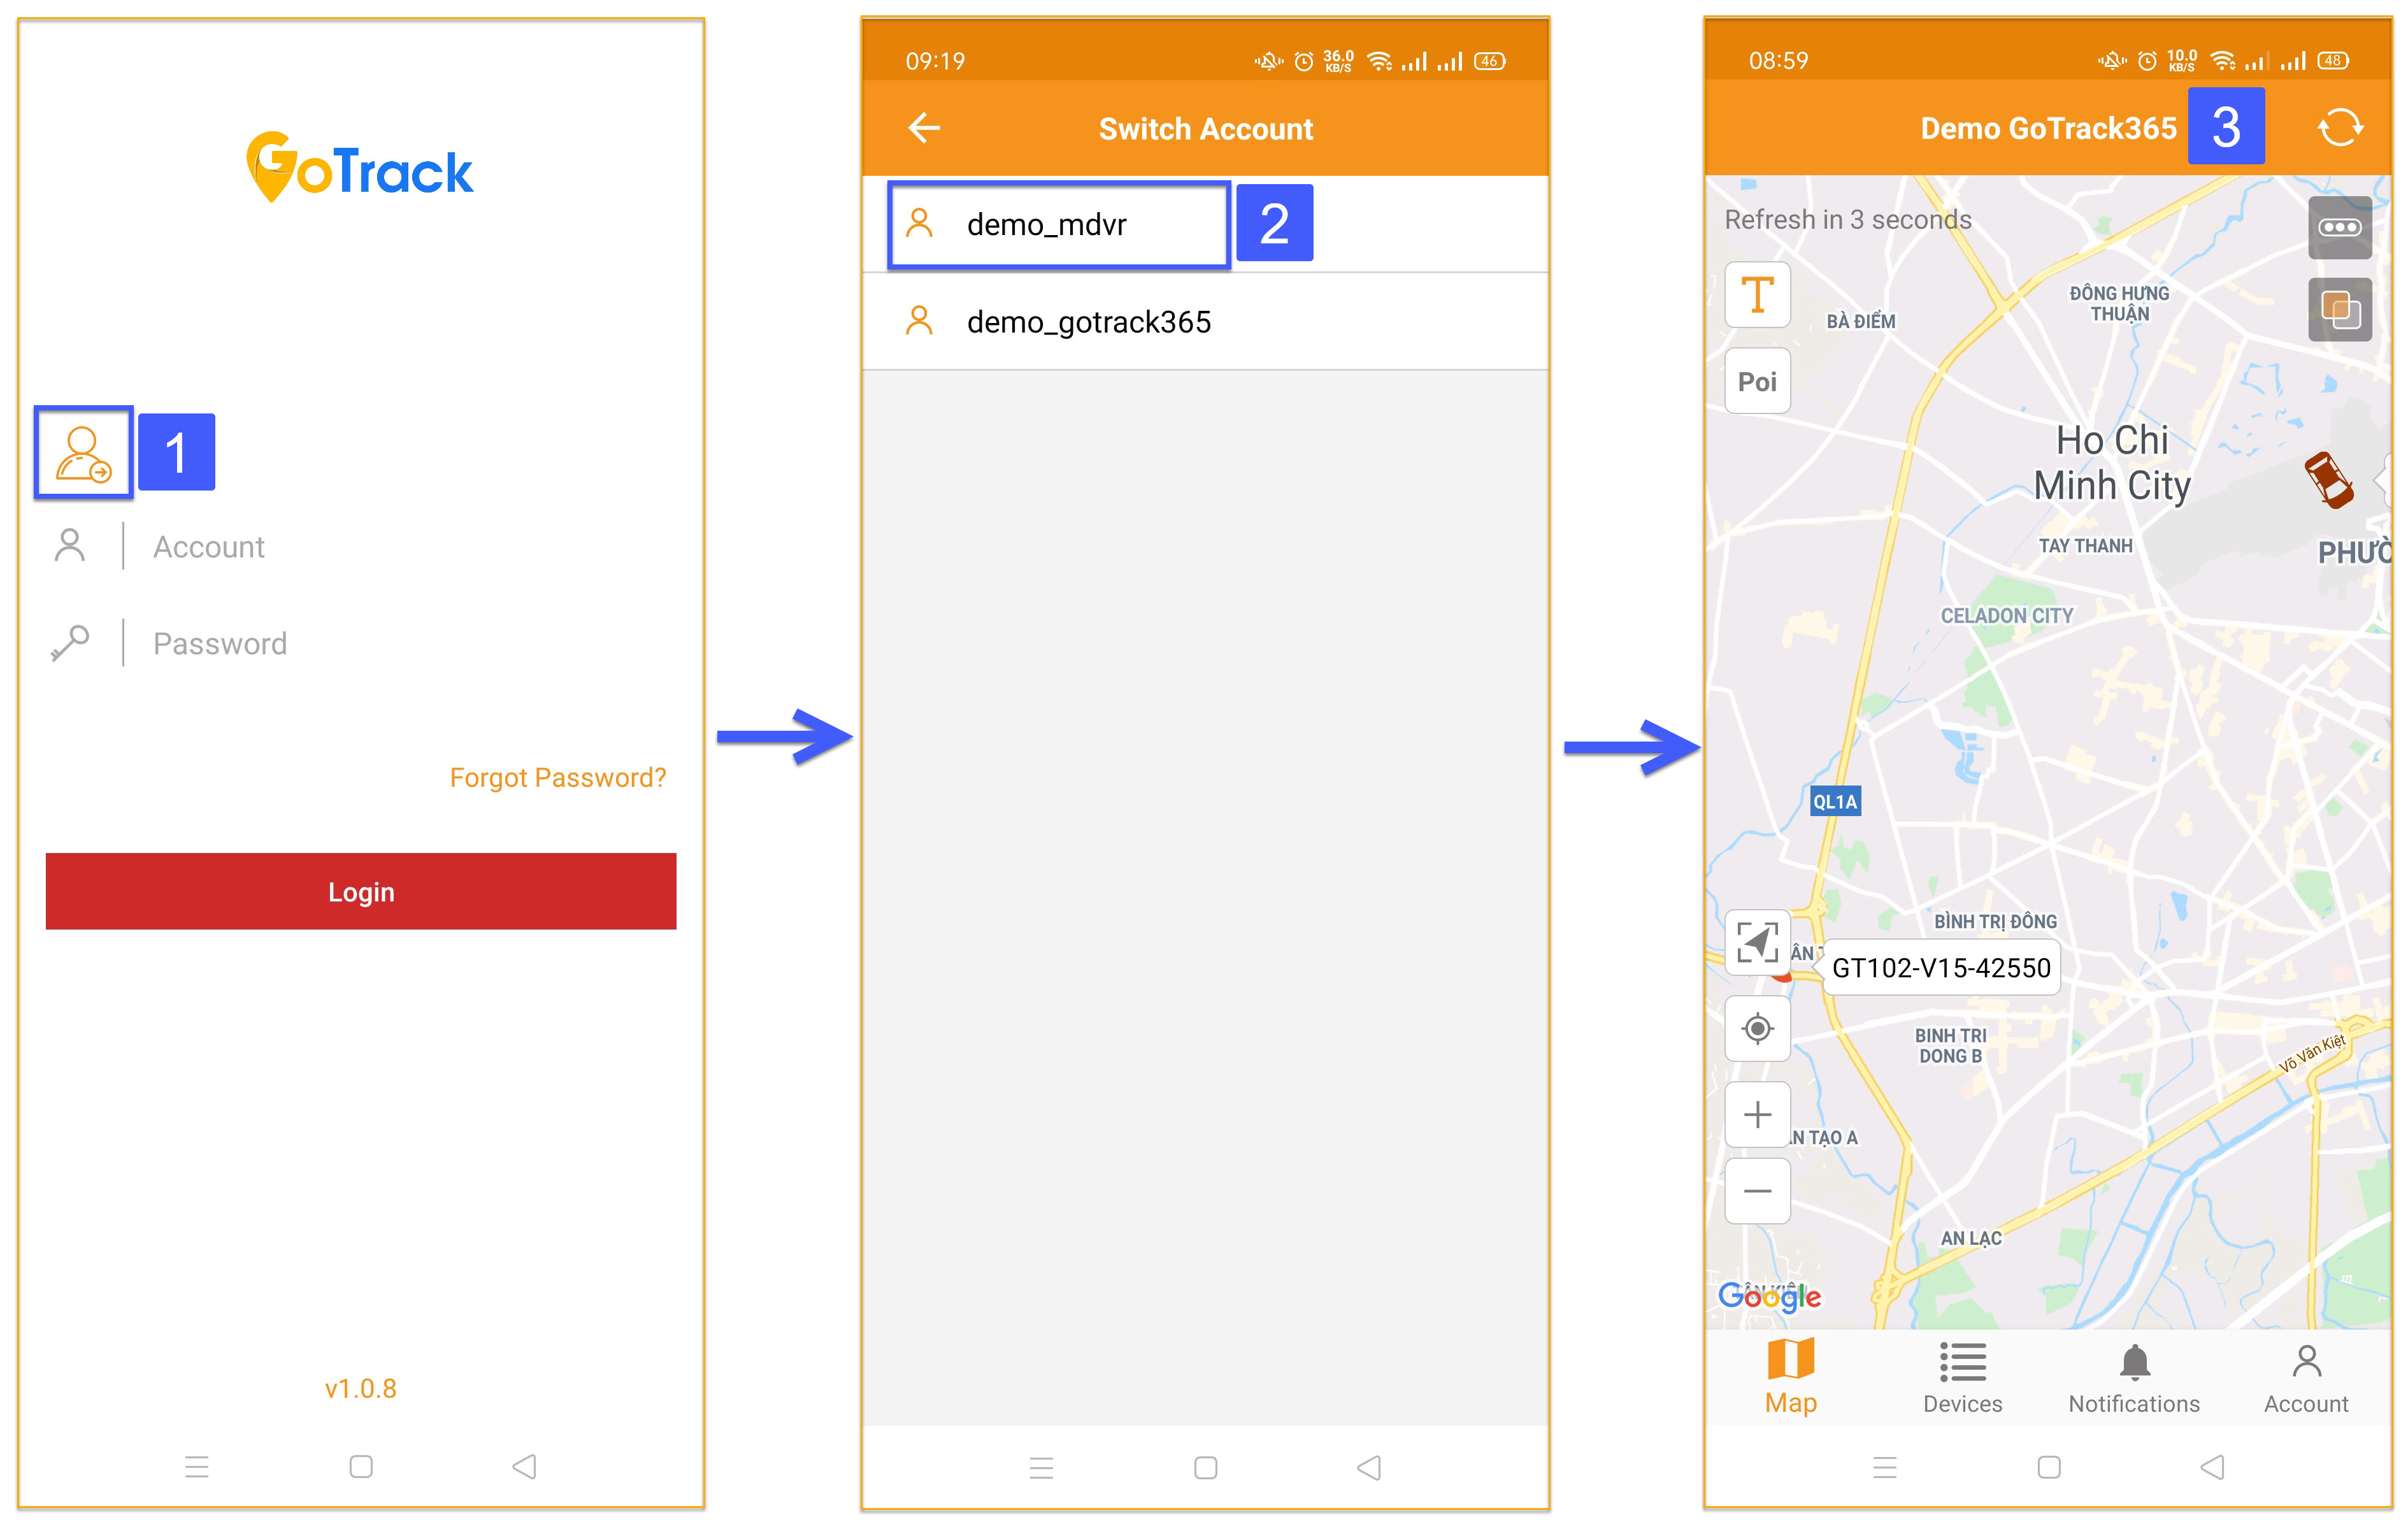 GoTrack
1
Account
Password
Forgot Password?
Login
v1.0.8
09:19
36.0
KB/S
46
Switch Account
demo_mdvr
2
demo_gotrack365
08:59
10.0
KB/S
48
Demo GoTrack365
3
Refresh in 3 seconds
T
Poi
BÀ ĐIỂM
ĐÔNG HƯNG
THUẬN
Ho Chi
Minh City
TAY THANH
PHƯỜ
CELADON CITY
QL1A
BÌNH TRỊ ĐÔNG
ÂN T
GT102-V15-42550
BINH TRI
DONG B
Võ Văn Kiệt
N TẠO A
AN LẠC
Google
Map
Devices
Notifications
Account